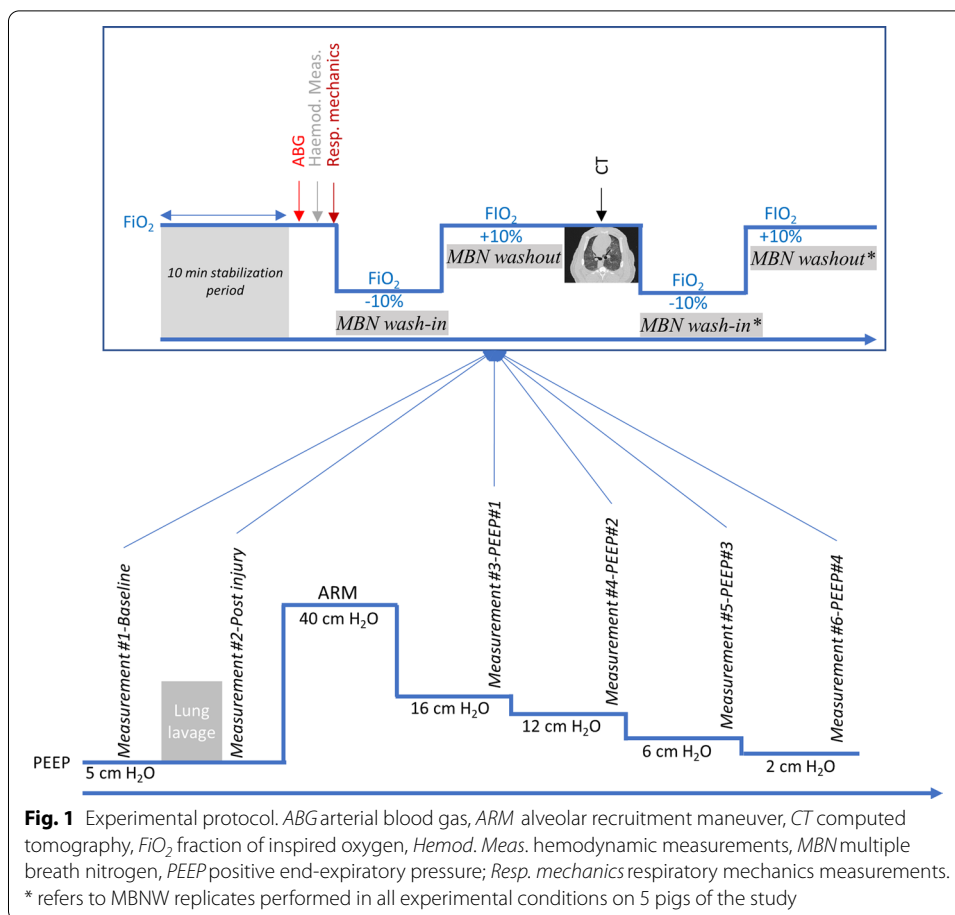 ABG
Haemod. Meas.
Resp. mechanics
CT
FiO2
FIO2
+10%
MBN washout
FIO2
+10%
MBN washout*
10 min stabilization
period
FiO2
-10%
MBN wash-in
FiO2
-10%
MBN wash-in*
Measurement #1-Baseline
Measurement #2-Post injury
Measurement #3-PEEP#1
Measurement #4-PEEP#2
Measurement #5-PEEP#3
Measurement #6-PEEP#4
ARM
40 cm H2O
Lung
lavage
16 cm H2O
12 cm H2O
6 cm H2O
2 cm H2O
PEEP
5 cm H2O
Fig. 1 Experimental protocol. ABG arterial blood gas, ARM alveolar recruitment maneuver, CT computed
tomography, FiO2 fraction of inspired oxygen, Hemod. Meas. hemodynamic measurements, MBN multiple
breath nitrogen, PEEP positive end-expiratory pressure; Resp. mechanics respiratory mechanics measurements.
* refers to MBNW replicates performed in all experimental conditions on 5 pigs of the study